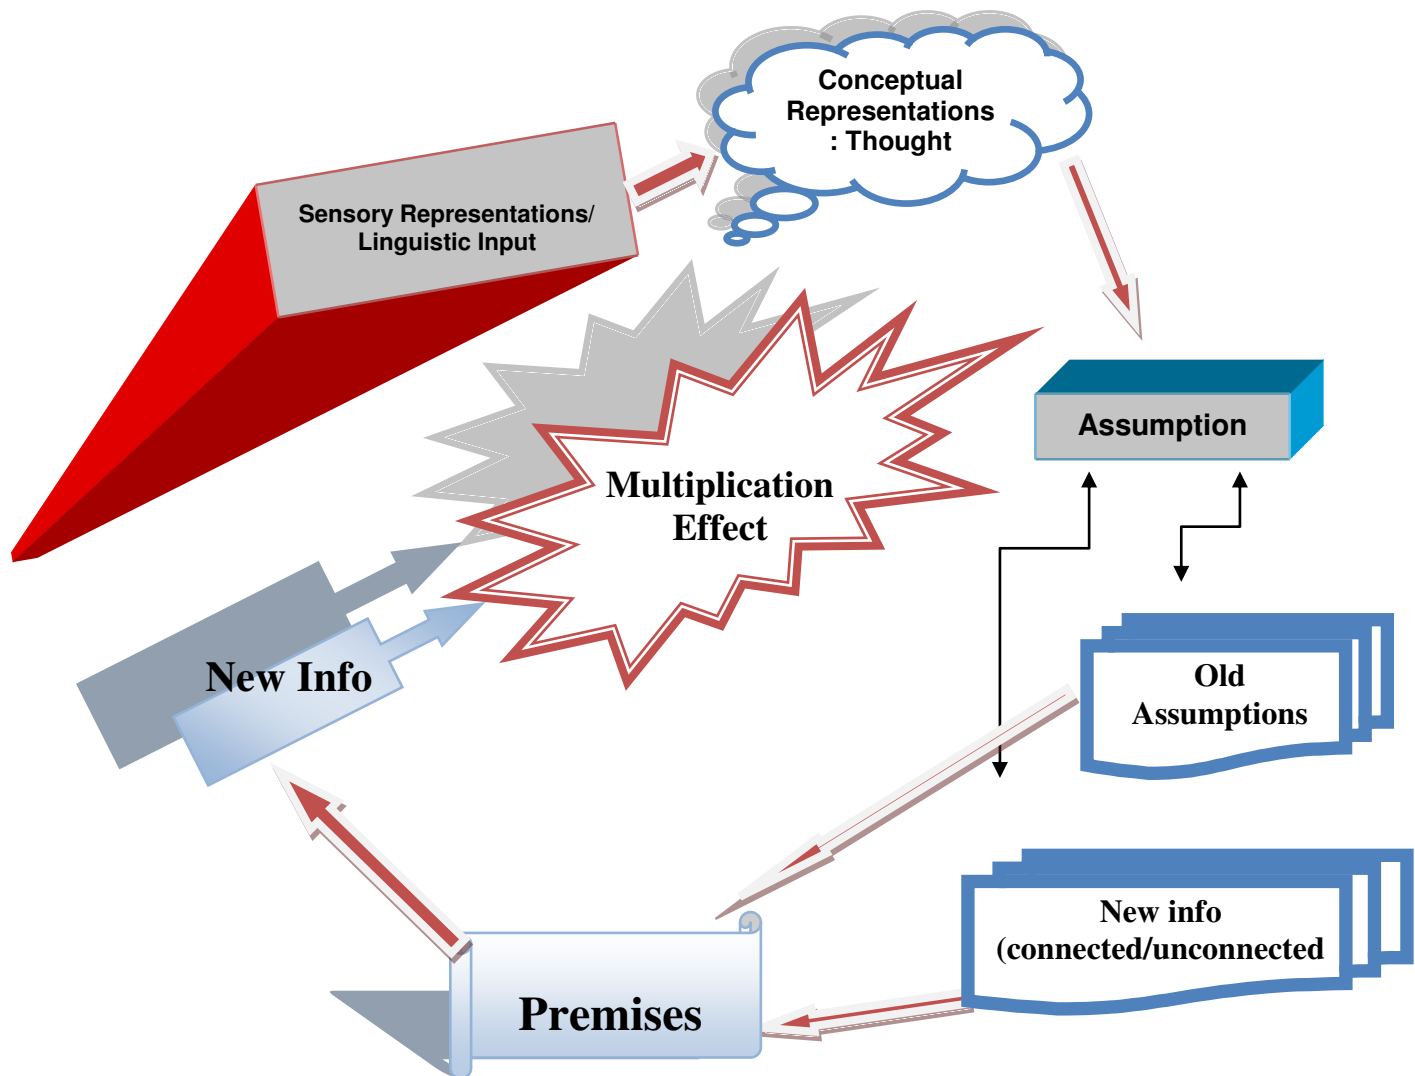 Conceptual
Representations
: Thought
Sensory Representations/
Linguistic Input
Assumption
Multiplication
Effect
New Info
Old
Assumptions
New info
(connected/unconnected
Premises